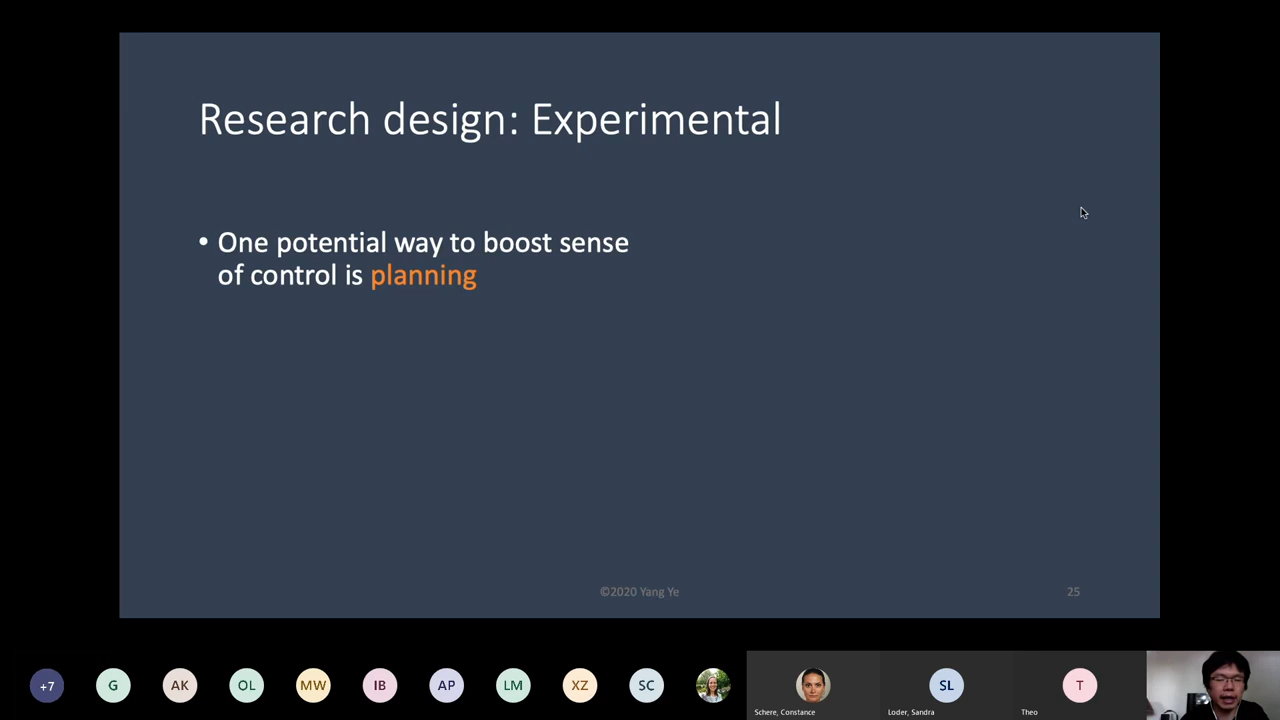 Research design: Experimental
• One potential way to boost sense
of control is planning
©2020 Yang Ye
25
+7
G
AK
OL
MW
IB
AP
LM
XZ
SC
SL
T
Schere, Constance
Loder, Sandra
Theo